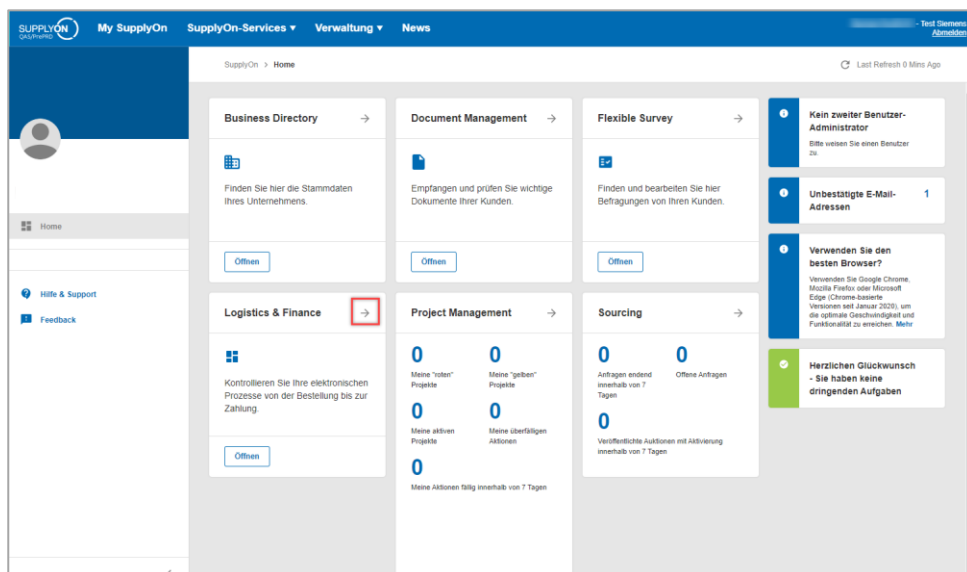 SUPPLYON
QAS/PrePRD
My SupplyOn
SupplyOn-Services
Verwaltung
News
- Test Siemens
Abmelden
SupplyOn > Home
Last Refresh 0 Mins Ago
Home
Hilfe & Support
Feedback
Business Directory
Finden Sie hier die Stammdaten
Ihres Unternehmens.
Öffnen
Document Management
Empfangen und prüfen Sie wichtige
Dokumente Ihrer Kunden.
Öffnen
Flexible Survey
Finden und bearbeiten Sie hier
Befragungen von Ihren Kunden.
Öffnen
Logistics & Finance
Kontrollieren Sie Ihre elektronischen
Prozesse von der Bestellung bis zur
Zahlung.
Öffnen
Project Management
0
Meine "roten"
Projekte
0
Meine "gelben"
Projekte
0
Meine aktiven
Projekte
0
Meine überfälligen
Aktionen
0
Meine Aktionen fällig innerhalb von 7 Tagen
Sourcing
0
Anfragen endend
innerhalb von 7
Tagen
0
Offene Anfragen
0
Veröffentlichte Auktionen mit Aktivierung
innerhalb von 7 Tagen
Kein zweiter Benutzer-
Administrator
Bitte weisen Sie einen Benutzer
zu.
Unbestätigte E-Mail-
Adressen
1
Verwenden Sie den
besten Browser?
Verwenden Sie Google Chrome,
Mozilla Firefox oder Microsoft
Edge (Chrome-basierte
Versionen seit Januar 2020), um
die optimale Geschwindigkeit und
Funktionalität zu erreichen. Mehr
Herzlichen Glückwunsch
- Sie haben keine
dringenden Aufgaben